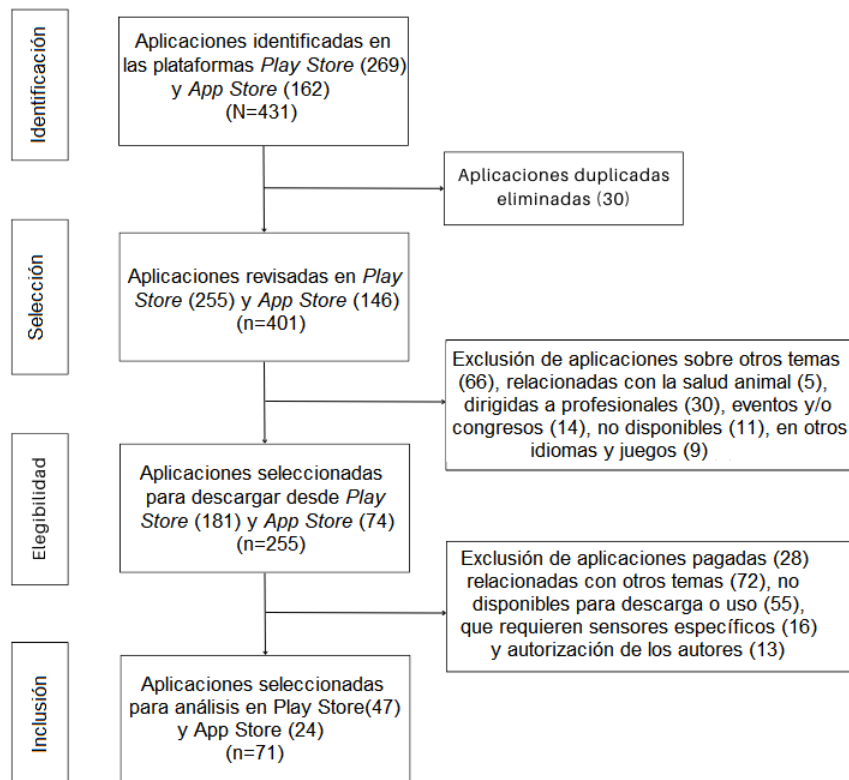 Identificación
Aplicaciones identificadas en
las plataformas Play Store (269)
y App Store (162)
(N=431)
Aplicaciones duplicadas
eliminadas (30)
Selección
Aplicaciones revisadas en Play
Store (255) y App Store (146)
(n=401)
Exclusión de aplicaciones sobre otros temas
(66), relacionadas con la salud animal (5),
dirigidas a profesionales (30), eventos y/o
congresos (14), no disponibles (11), en otros
idiomas y juegos (9)
Elegibilidad
Aplicaciones seleccionadas
para descargar desde Play
Store (181) y App Store (74)
(n=255)
Exclusión de aplicaciones pagadas (28)
relacionadas con otros temas (72), no
disponibles para descarga o uso (55),
que requieren sensores específicos (16)
y autorización de los autores (13)
Inclusión
Aplicaciones seleccionadas
para análisis en Play Store(47)
y App Store (24)
(n=71)